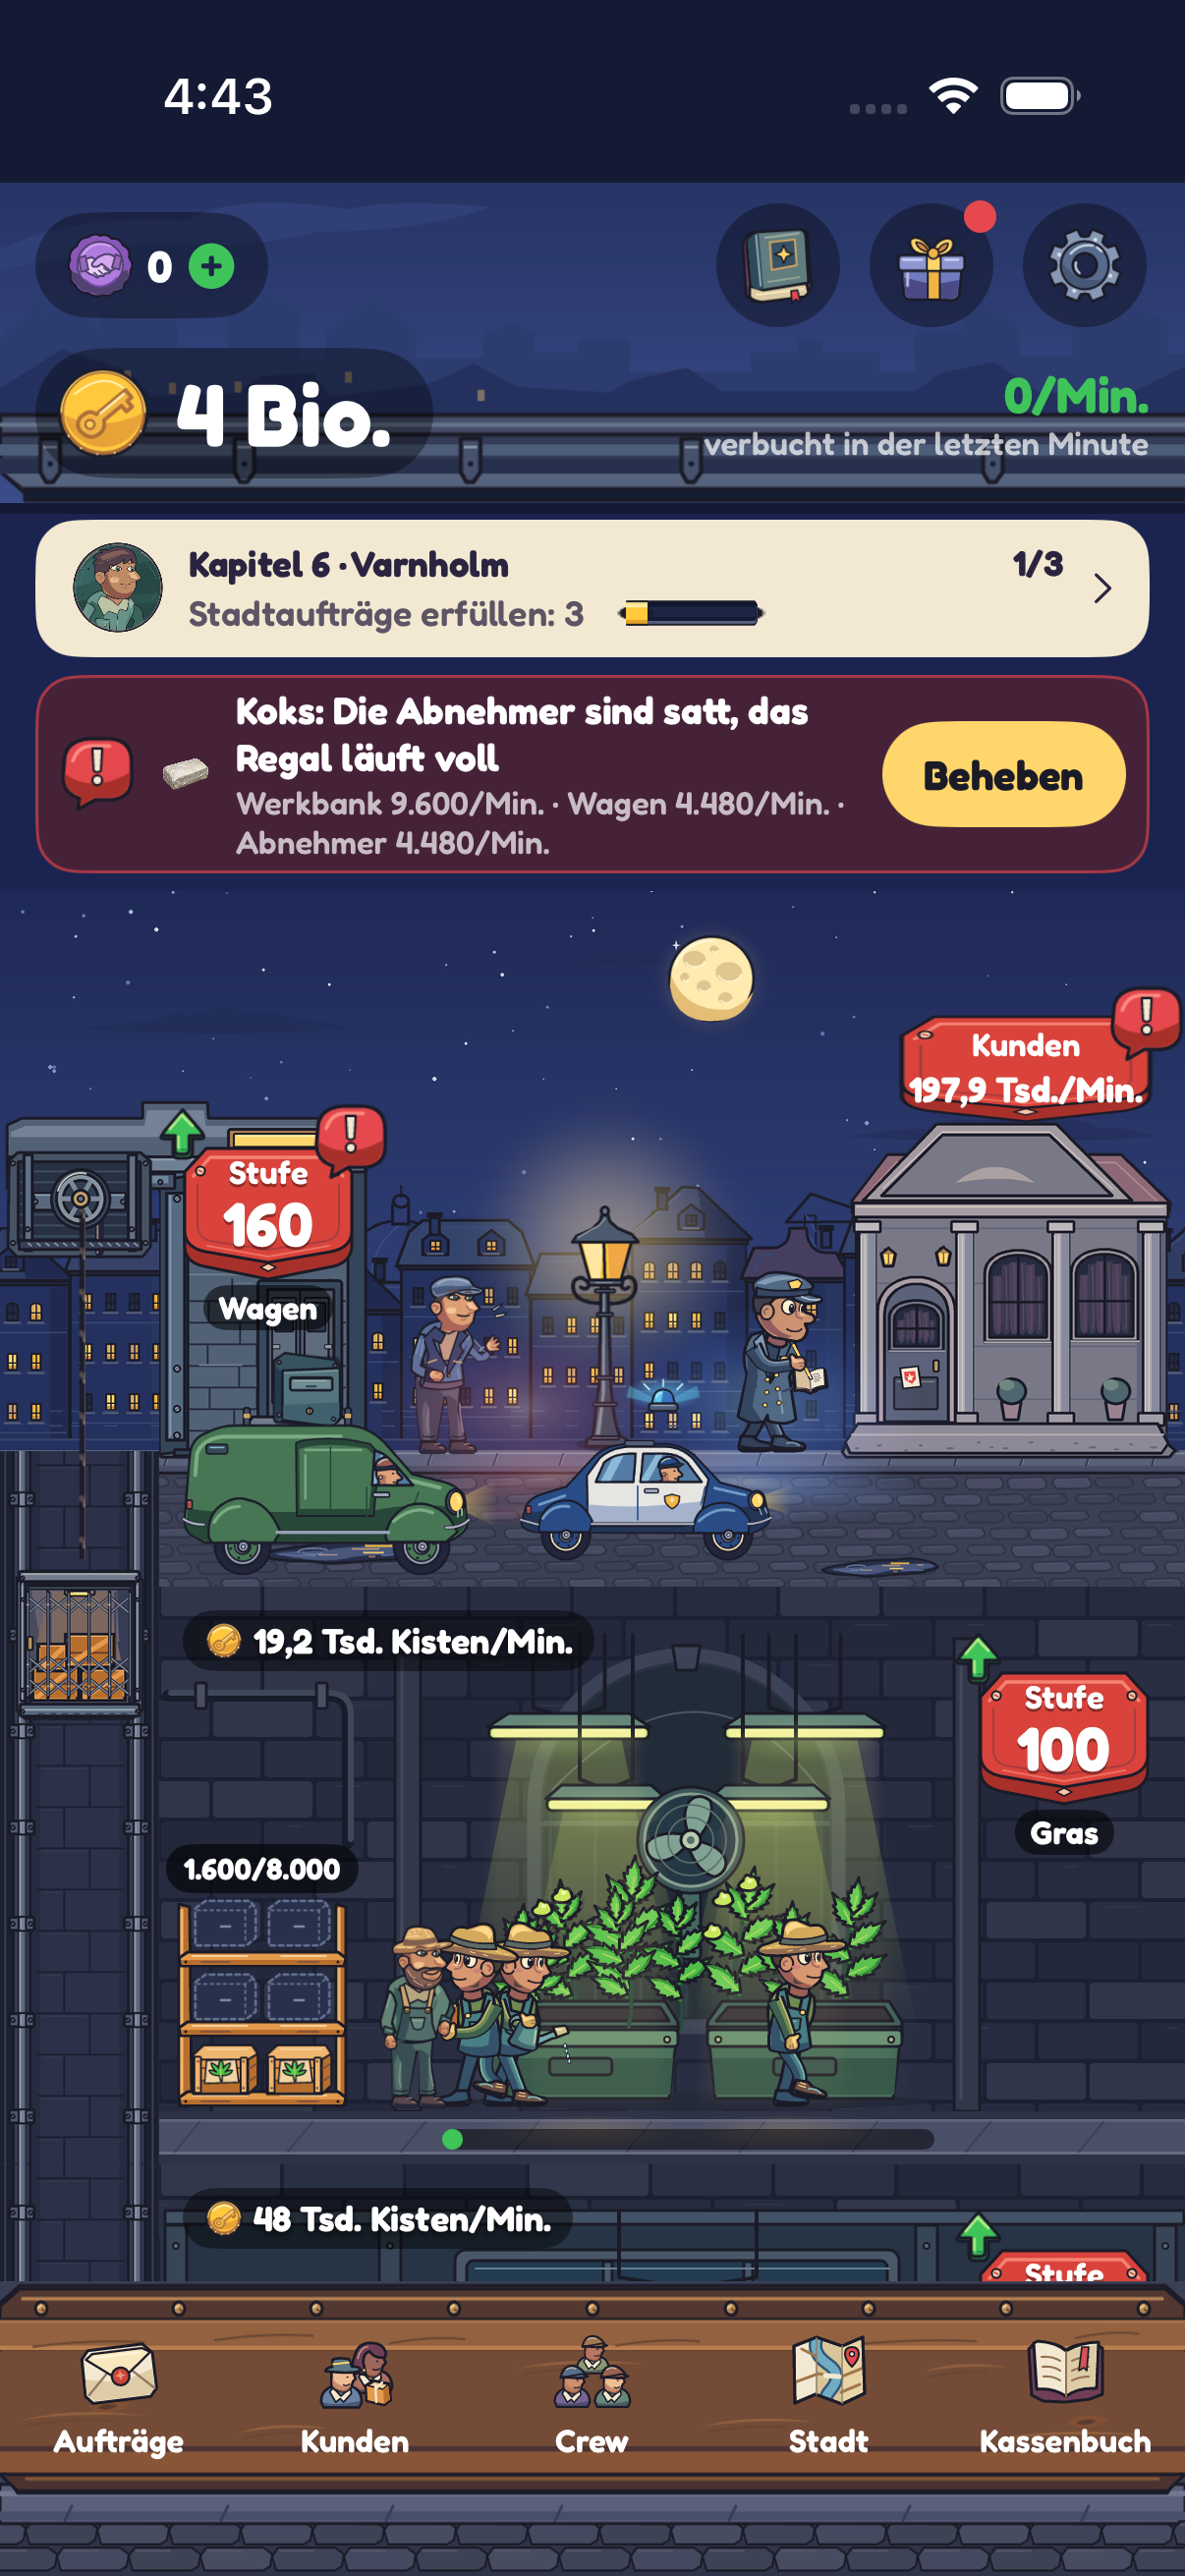 4:43
0
4 Bio.
0/Min.
verbucht in der letzten Minute
Kapitel 6 · Varnholm
1/3
Stadtaufträge erfüllen: 3
Koks: Die Abnehmer sind satt, das
Regal läuft voll
Werkbank 9.600/Min. · Wagen 4.480/Min. ·
Abnehmer 4.480/Min.
Beheben
Kunden
197,9 Tsd./Min.
Stufe
160
Wagen
19,2 Tsd. Kisten/Min.
Stufe
100
Gras
1.600/8.000
48 Tsd. Kisten/Min.
Stufe
Aufträge
Kunden
Crew
Stadt
Kassenbuch